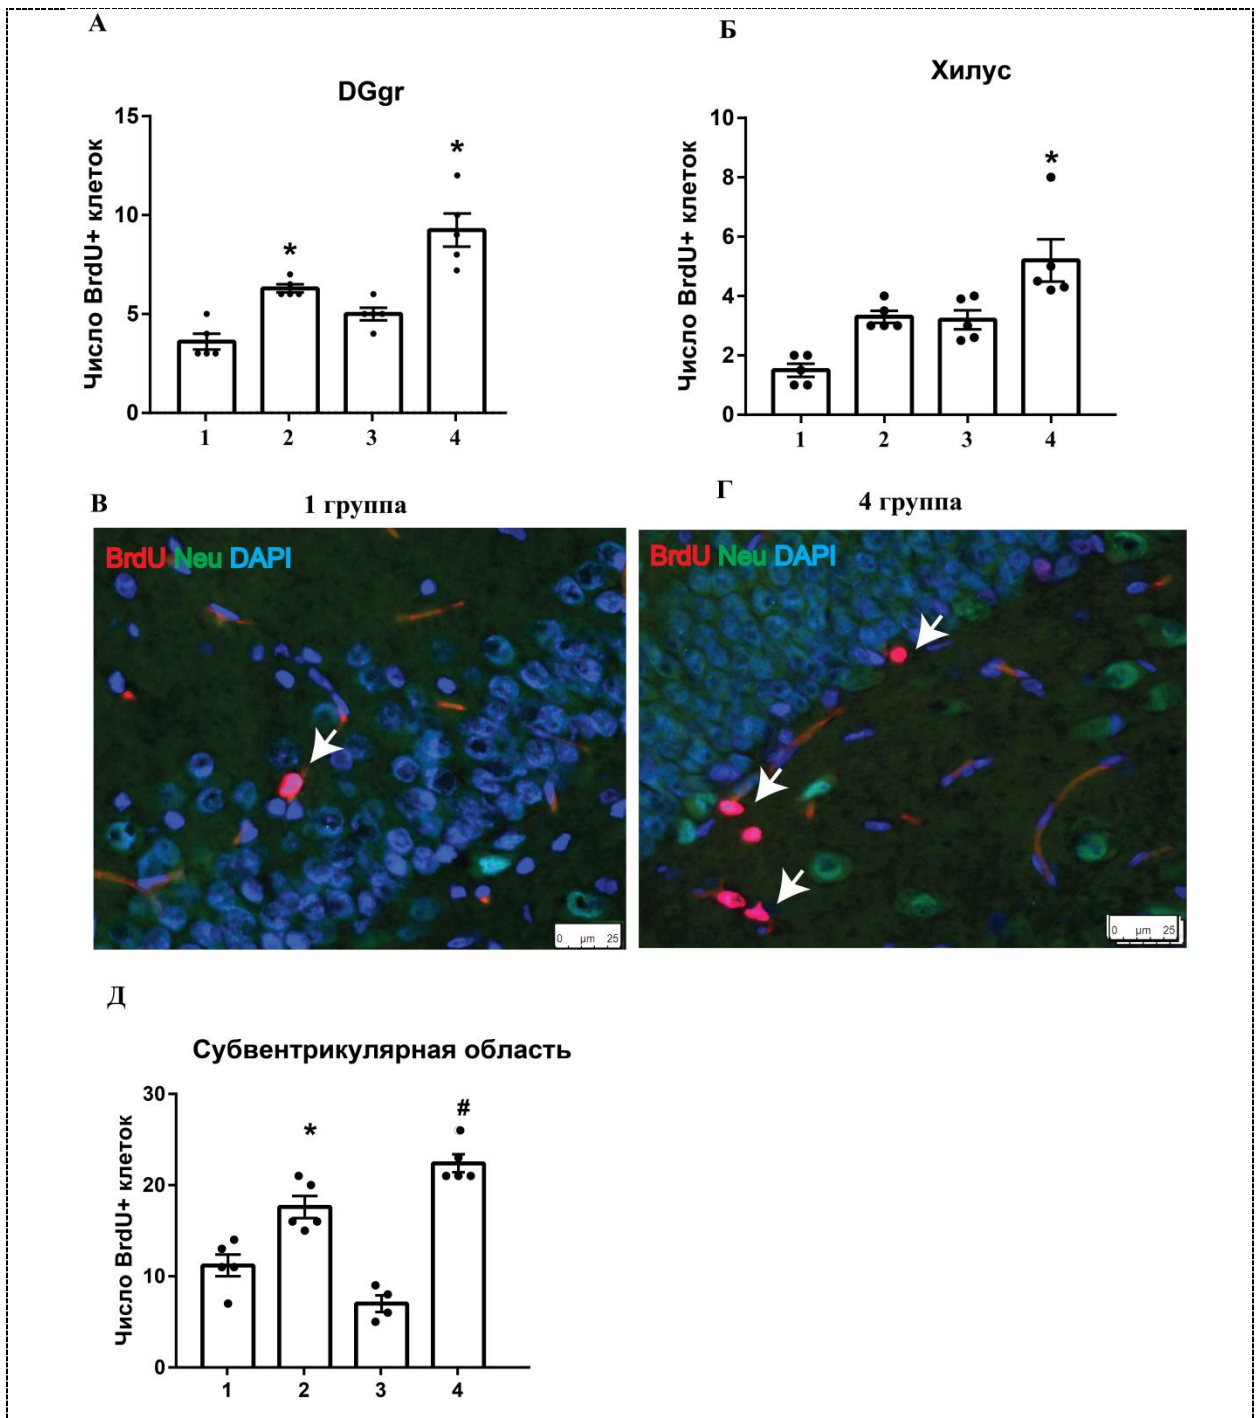 А
DGgr
Число BrdU+ клеток
15
10
5
0
*
*
1 2 3 4
Б
Хилус
Число BrdU+ клеток
10
8
6
4
2
0
*
1 2 3 4
В
1 группа
BrdU Neu DAPI
0 µm 25
Г
4 группа
BrdU Neu DAPI
0 µm 25
Д
Субвентрикулярная область
Число BrdU+ клеток
30
20
10
0
*
#
1 2 3 4